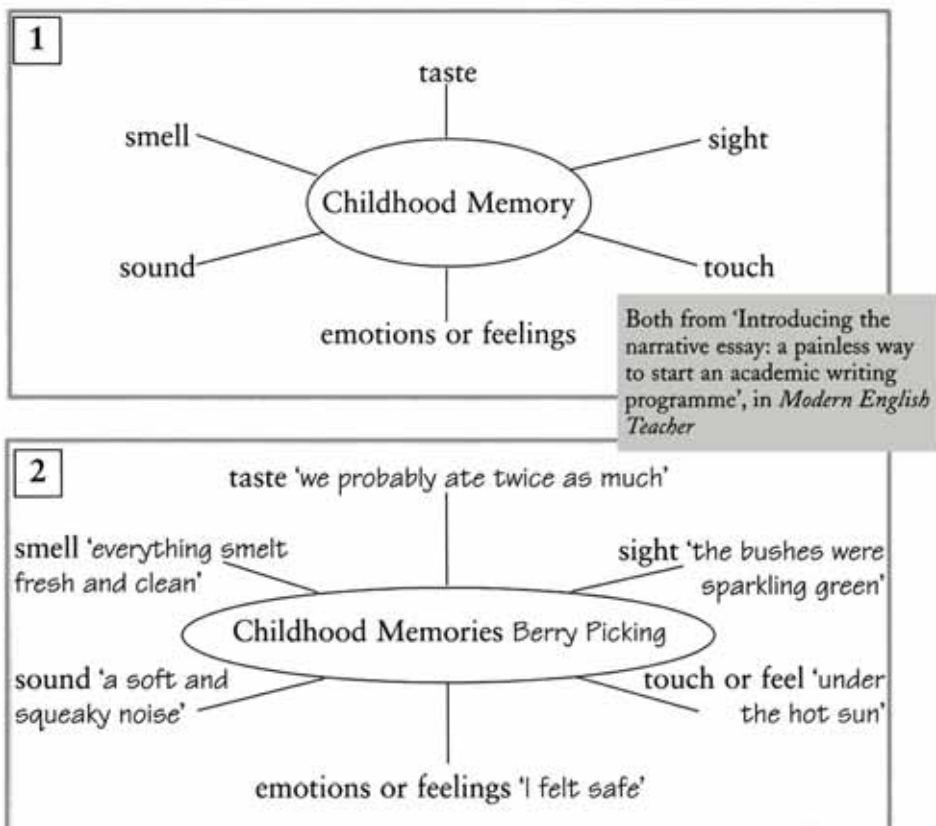 1
taste
smell
sight
Childhood Memory
sound
touch
emotions or feelings
Both from ‘Introducing the
narrative essay: a painless way
to start an academic writing
programme’, in Modern English
Teacher
2
taste ‘we probably ate twice as much’
smell ‘everything smelt
fresh and clean’
sight ‘the bushes were
sparkling green’
Childhood Memories Berry Picking
sound ‘a soft and
squeaky noise’
touch or feel ‘under
the hot sun’
emotions or feelings ‘I felt safe’